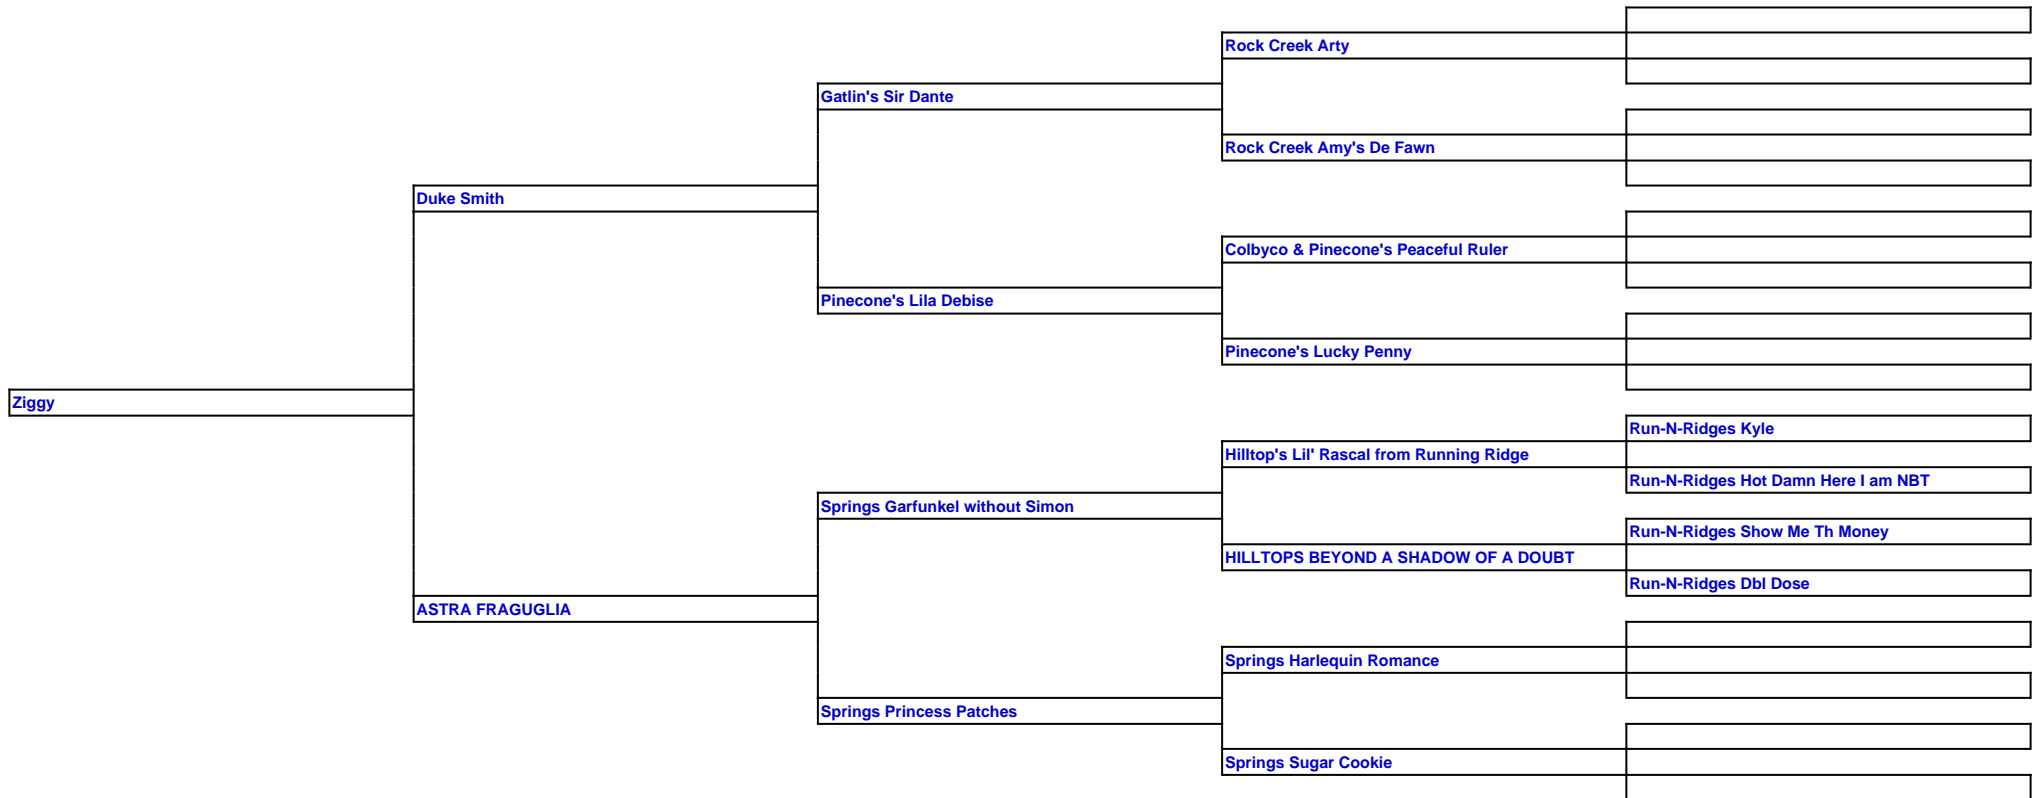 Rock Creek Arty
Gatlin's Sir Dante
Rock Creek Amy's De Fawn
Duke Smith
Colbyco & Pinecone's Peaceful Ruler
Pinecone's Lila Debise
Pinecone's Lucky Penny
Ziggy
Run-N-Ridges Kyle
Hilltop's Lil' Rascal from Running Ridge
Run-N-Ridges Hot Damn Here I am NBT
Springs Garfunkel without Simon
Run-N-Ridges Show Me Th Money
HILLTOPS BEYOND A SHADOW OF A DOUBT
Run-N-Ridges Dbl Dose
ASTRA FRAGUGLIA
Springs Harlequin Romance
Springs Princess Patches
Springs Sugar Cookie